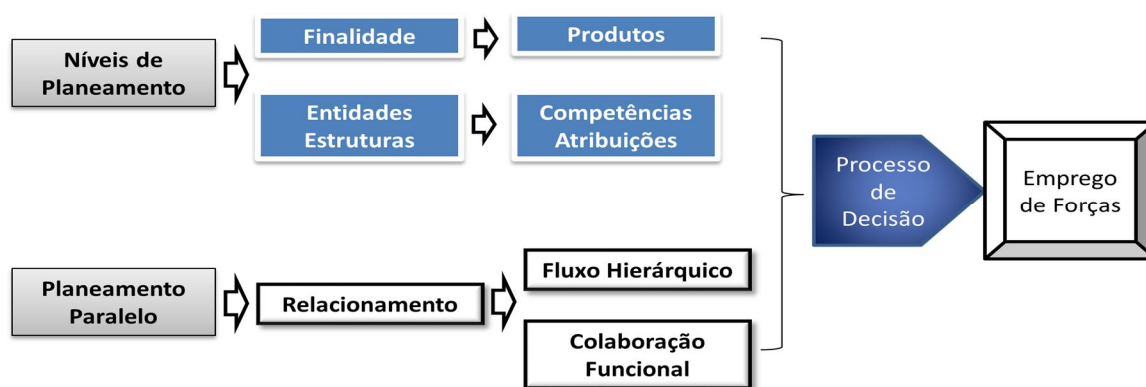 Níveis de
Planeamento
Finalidade
Produtos
Entidades
Estruturas
Competências
Atribuições
Planeamento
Paralelo
Relacionamento
Fluxo Hierárquico
Colaboração
Funcional
Processo
de
Decisão
Emprego
de Forças